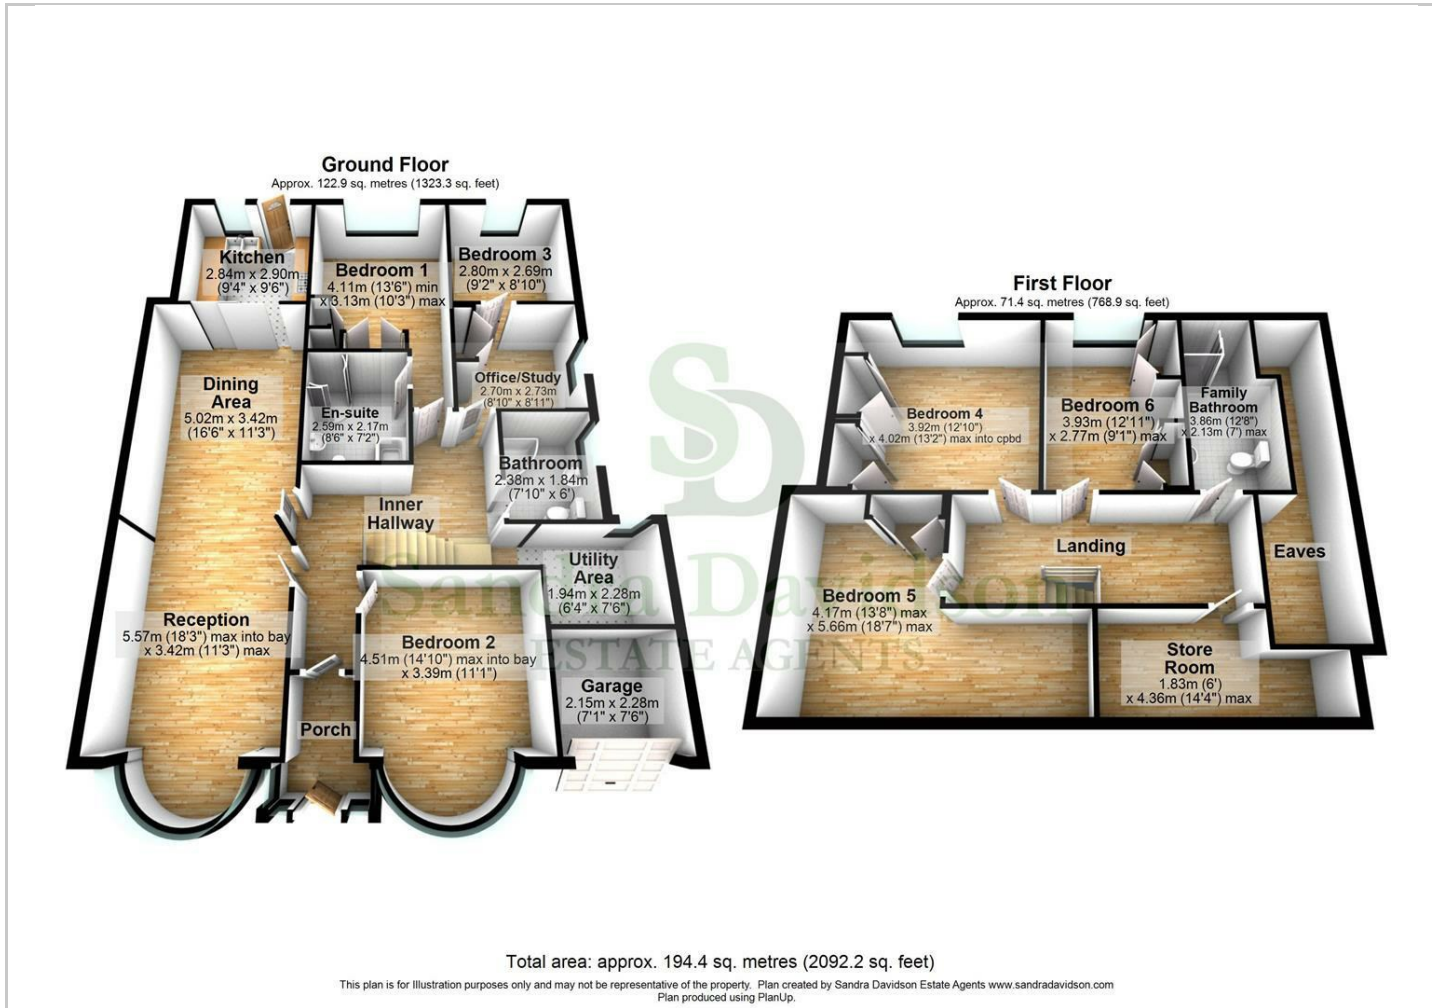 Ground Floor
Approx. 122.9 sq. metres (1323.3 sq. feet)
Kitchen
2.84m x 2.90m
(9'4" x 9'6")
Bedroom 1
4.11m (13'6") min
x 3.13m (10'3") max
Bedroom 3
2.80m x 2.69m
(9'2" x 8'10")
Dining
Area
5.02m x 3.42m
(16'6" x 11'3")
En-suite
2.59m x 2.17m
(8'6" x 7'2")
Office/Study
2.70m x 2.73m
(8'10" x 8'11")
Bathroom
2.38m x 1.84m
(7'10" x 6')
Inner
Hallway
Utility
Area
1.94m x 2.28m
(6'4" x 7'6")
Reception
5.57m (18'3") max into bay
x 3.42m (11'3") max
Bedroom 2
4.51m (14'10") max into bay
x 3.39m (11'1")
Garage
2.15m x 2.28m
(7'1" x 7'6")
Porch
First Floor
Approx. 71.4 sq. metres (768.9 sq. feet)
Bedroom 4
3.92m (12'10")
x 4.02m (13'2") max into cpbd
Bedroom 6
3.93m (12'11")
x 2.77m (9'1") max
Family
Bathroom
3.86m (12'8")
x 2.13m (7') max
Landing
Eaves
Bedroom 5
4.17m (13'8") max
x 5.66m (18'7") max
Store
Room
1.83m (6')
x 4.36m (14'4") max
SD
Sandra Davidson
ESTATE AGENTS
Total area: approx. 194.4 sq. metres (2092.2 sq. feet)
This plan is for Illustration purposes only and may not be representative of the property. Plan created by Sandra Davidson Estate Agents www.sandradavidson.com
Plan produced using PlanUp.